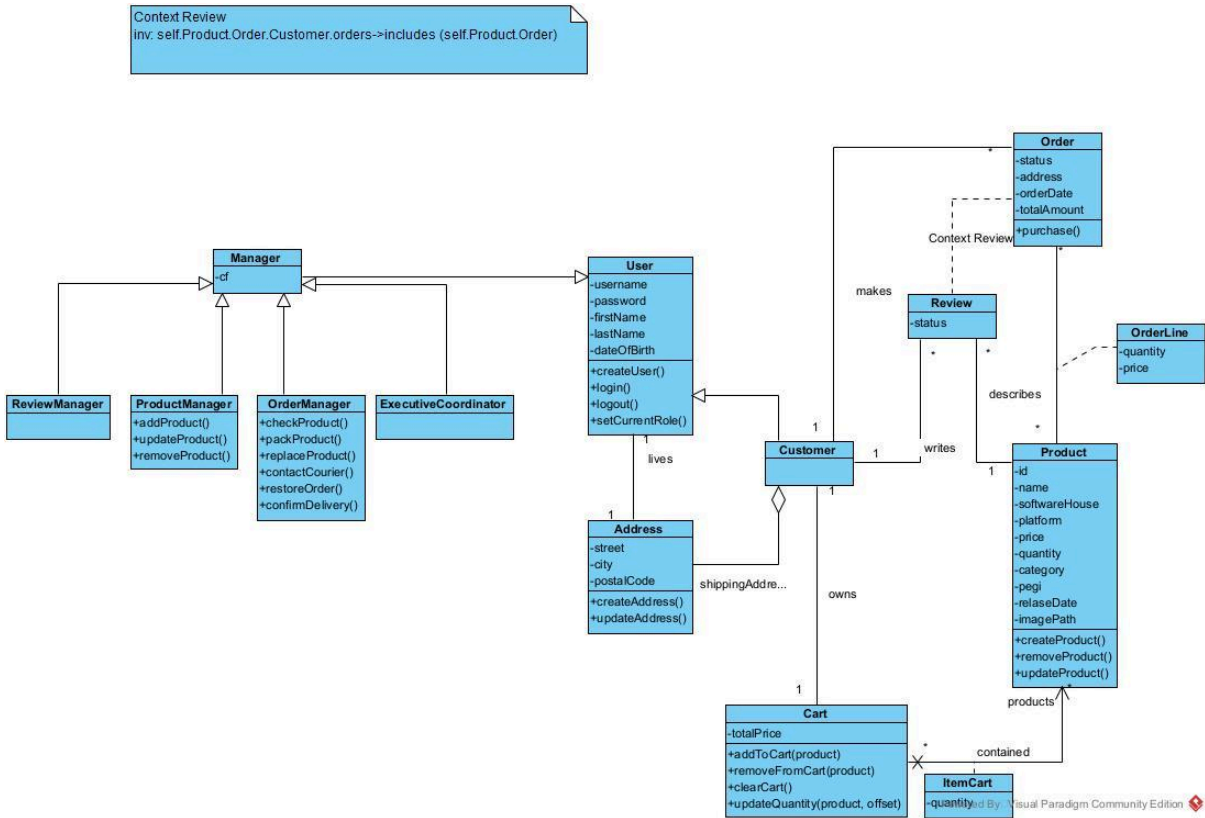 Context Review
inv: self.Product.Order.Customer.orders->includes (self.Product.Order)
Order
-status
-address
-orderDate
-totalAmount
+purchase()
*
*
Context Review
makes
Manager
-cf
User
-username
-password
-firstName
-lastName
-dateOfBirth
+createUser()
+login()
+logout()
+setCurrentRole()
1
lives
1
Review
-status
*
*
OrderLine
-quantity
-price
describes
*
1
ReviewManager
ProductManager
+addProduct()
+updateProduct()
+removeProduct()
OrderManager
+checkProduct()
+packProduct()
+replaceProduct()
+contactCourier()
+restoreOrder()
+confirmDelivery()
ExecutiveCoordinator
1
Customer
1
writes
1
Product
-id
-name
-softwareHouse
-platform
-price
-quantity
-category
-pegi
-relaseDate
-imagePath
+createProduct()
+removeProduct()
+updateProduct()
Address
-street
-city
-postalCode
+createAddress()
+updateAddress()
shippingAddre...
owns
1
products
*
Cart
-totalPrice
+addToCart(product)
+removeFromCart(product)
+clearCart()
+updateQuantity(product, offset)
*
contained
ItemCart
-quantity
Powered By: Visual Paradigm Community Edition